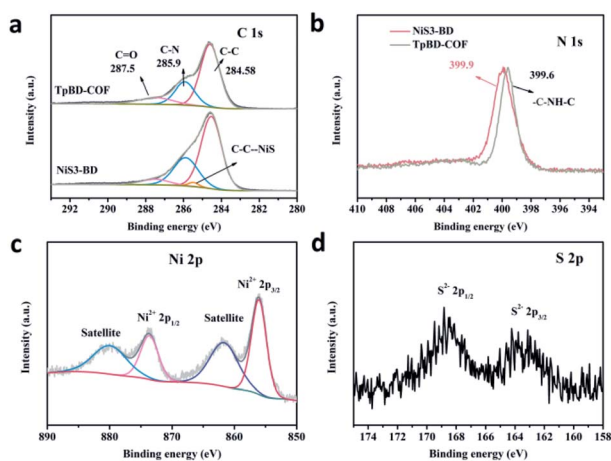 a
C 1s
C=O
287.5
C-N
285.9
C-C
284.58
TpBD-COF
C-C--NiS
NiS3-BD
Intensity (a.u.)
292 290 288 286 284 282 280
Binding energy (eV)
b
N 1s
NiS3-BD
TpBD-COF
399.9
399.6
-C-NH-C
Intensity (a.u.)
410 408 406 404 402 400 398 396 394
Binding energy (eV)
c
Ni 2p
Ni²⁺ 2p₃/₂
Ni²⁺ 2p₁/₂
Satellite
Satellite
Intensity (a.u.)
890 880 870 860 850
Binding energy (eV)
d
S 2p
S²⁻ 2p₁/₂
S²⁻ 2p₃/₂
Intensity (a.u.)
174 172 170 168 166 164 162 160 158
Binding energy (eV)